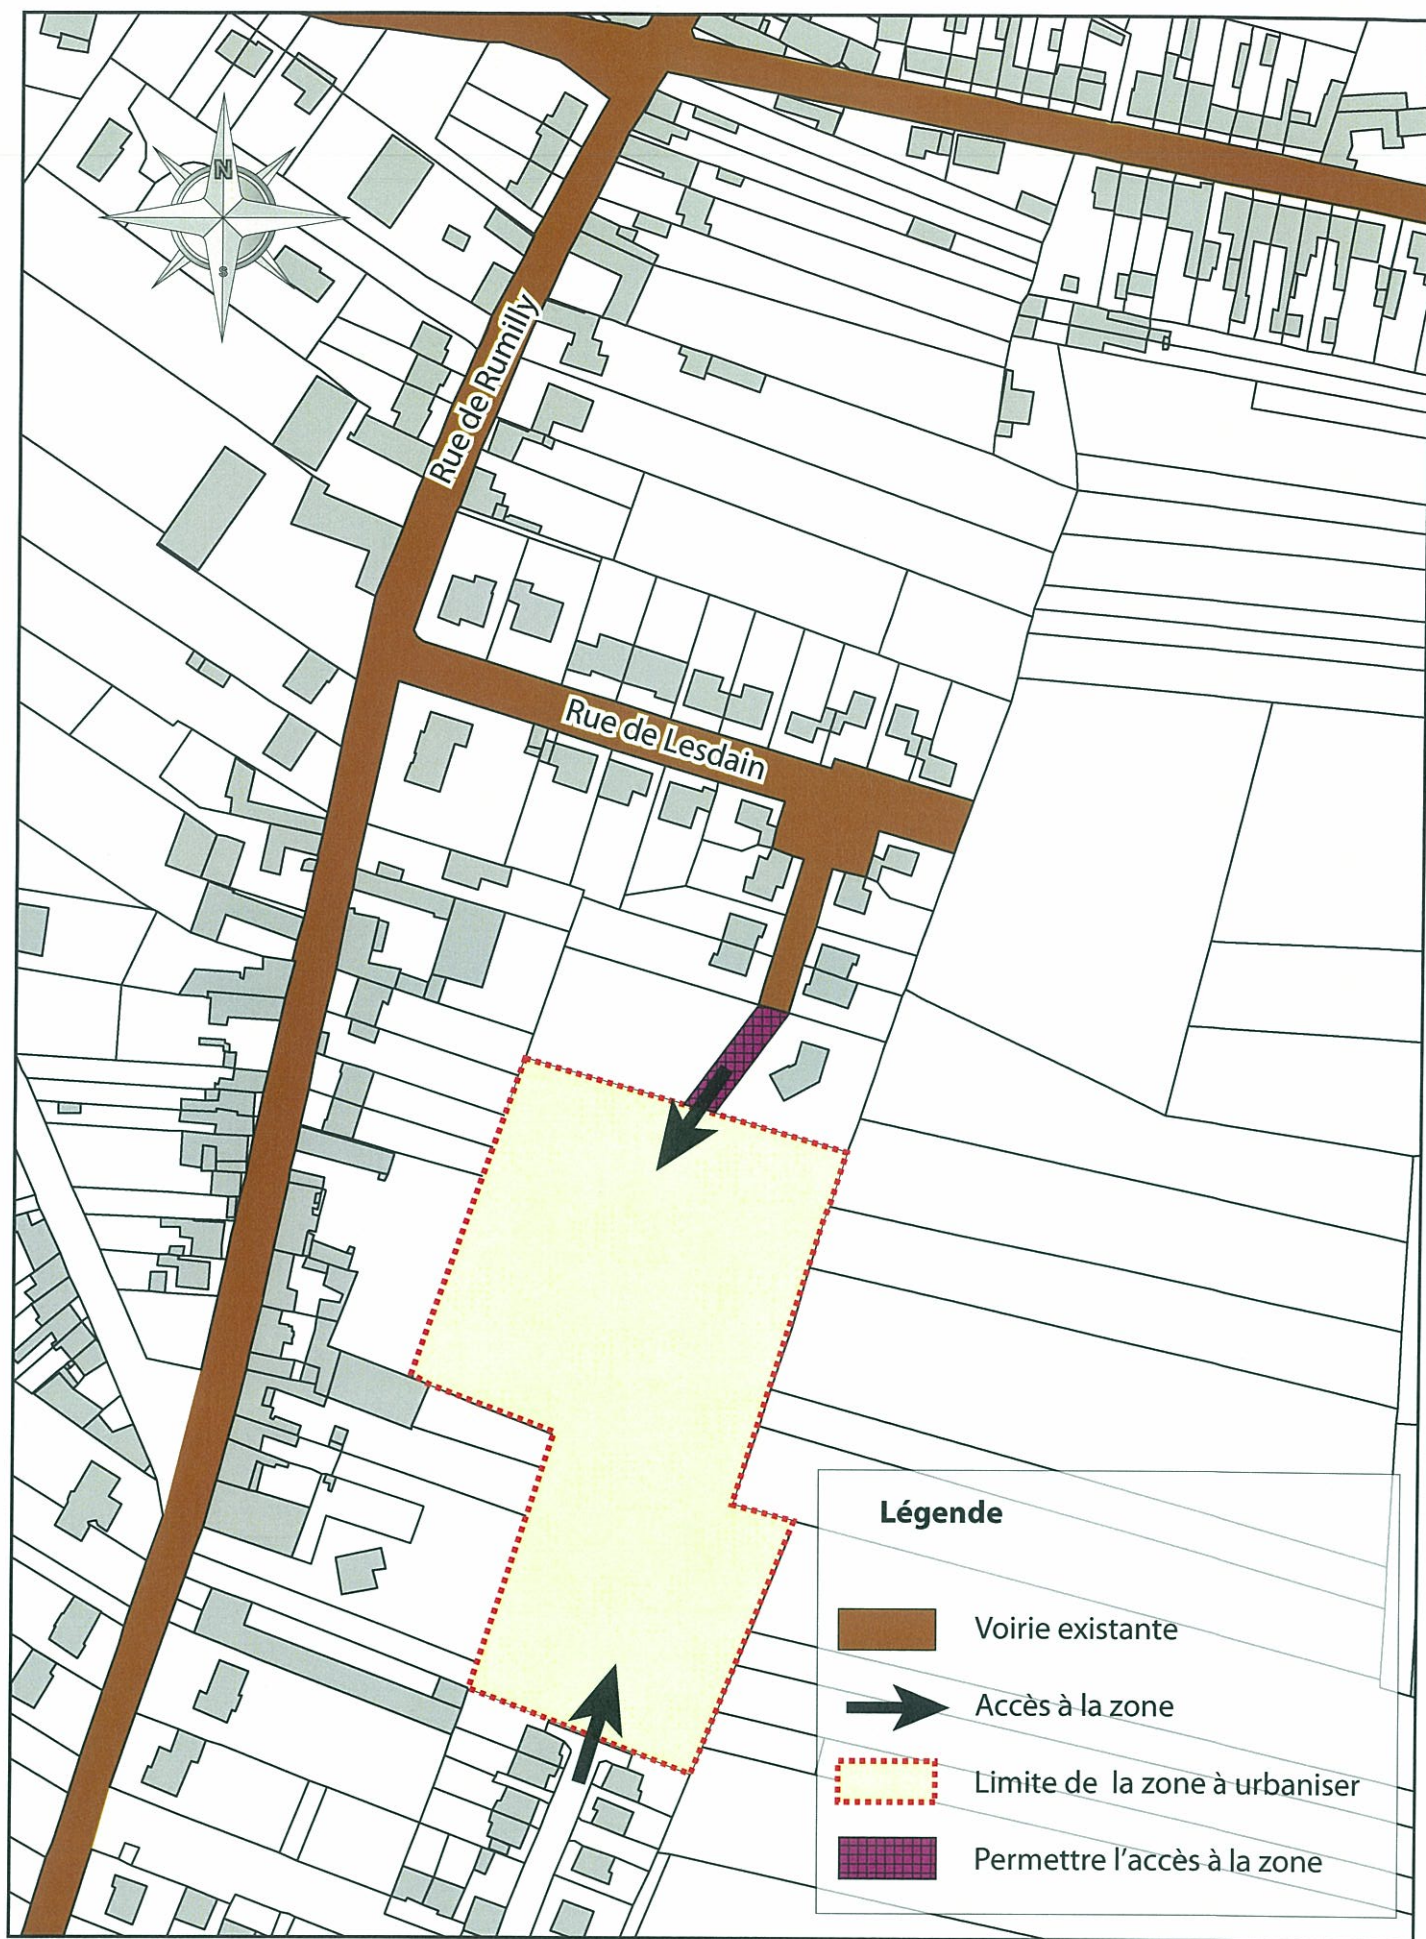 N
S
Rue de Rumilly
Rue de Lesdain
Légende
Voirie existante
Accès à la zone
Limite de la zone à urbaniser
Permettre l'accès à la zone